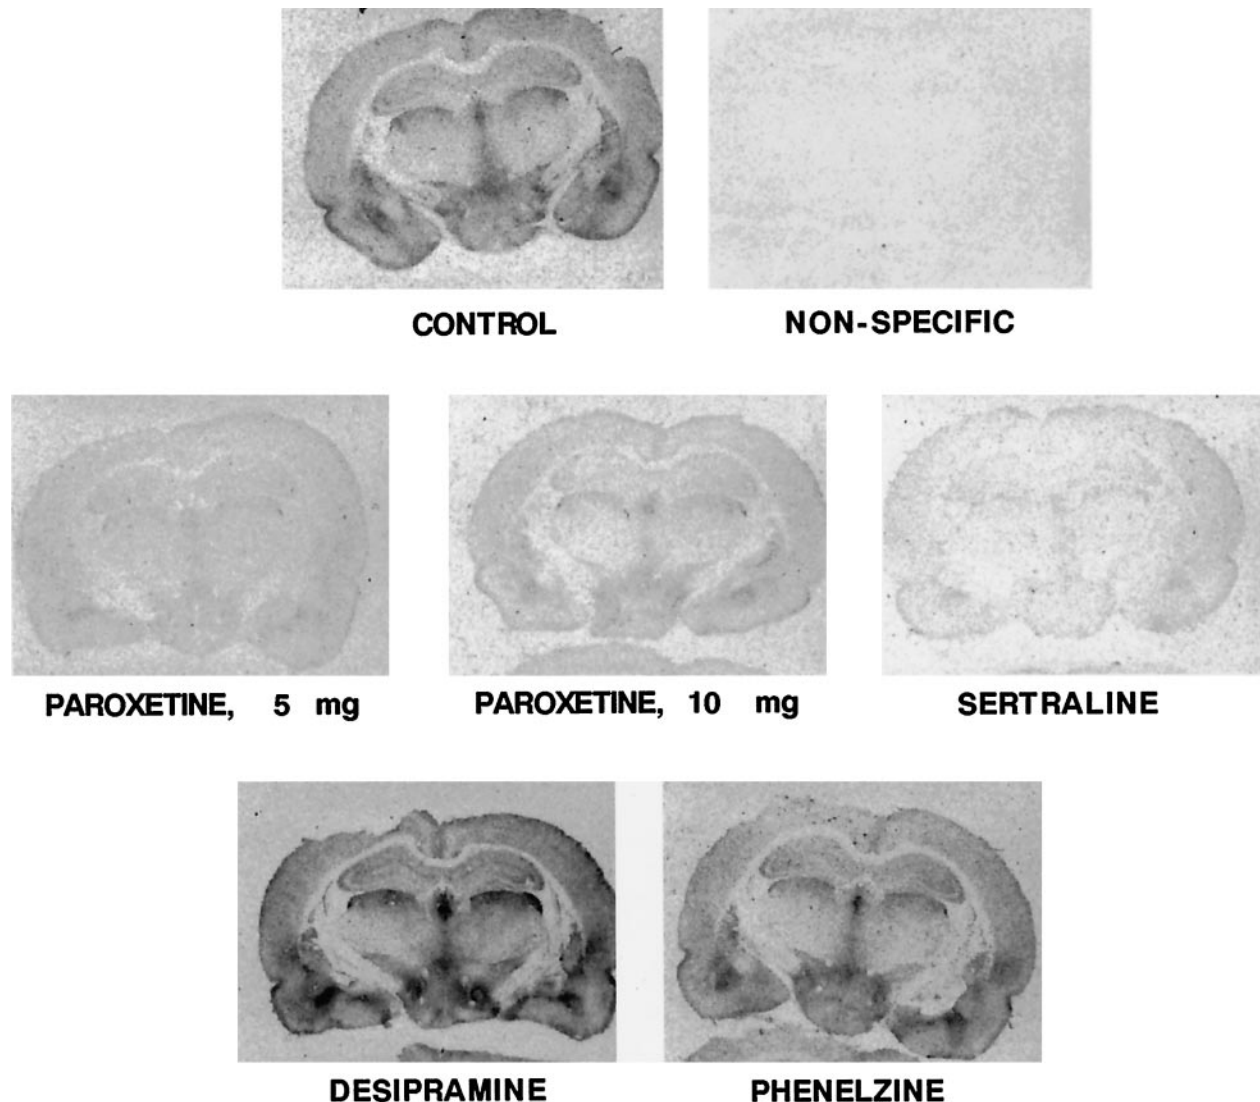 CONTROL
NON-SPECIFIC
PAROXETINE, 5 mg
PAROXETINE, 10 mg
SERTRALINE
DESIPRAMINE
PHENELZINE